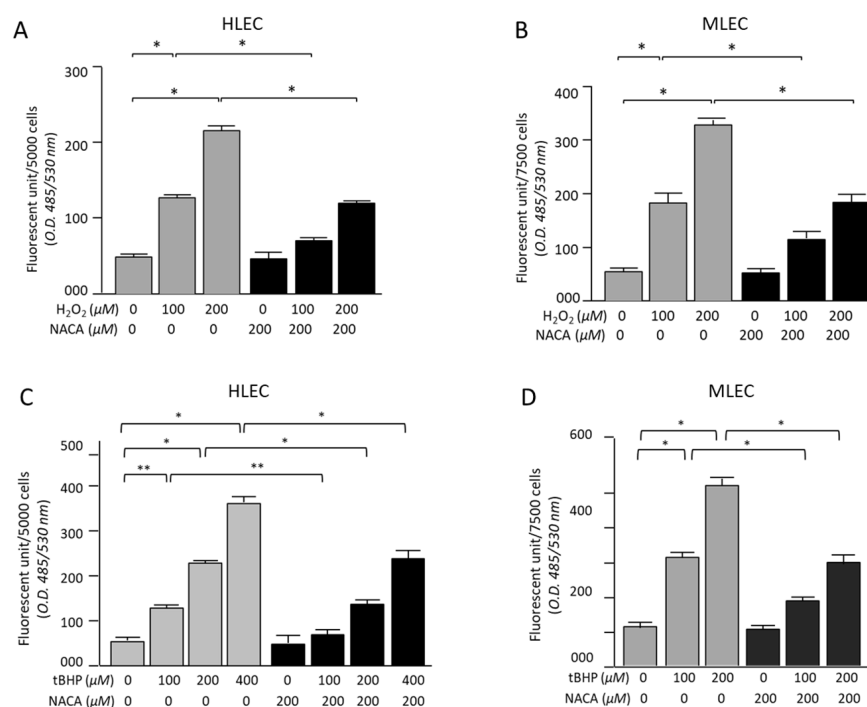 A
HLEC
* *
* *
300
200
100
000
Fluorescent unit/5000 cells
(O.D. 485/530 nm)
H₂O₂ (μM) 0 100 200 0 100 200
NACA (μM) 0 0 0 200 200 200
B
MLEC
* *
* *
400
300
200
100
000
Fluorescent unit/7500 cells
(O.D. 485/530 nm)
H₂O₂ (μM) 0 100 200 0 100 200
NACA (μM) 0 0 0 200 200 200
C
HLEC
* *
* *
** **
500
400
300
200
100
000
Fluorescent unit/5000 cells
(O.D. 485/530 nm)
tBHP (μM) 0 100 200 400 0 100 200 400
NACA (μM) 0 0 0 0 200 200 200 200
D
MLEC
* *
* *
600
400
200
000
Fluorescent unit/7500 cells
(O.D. 485/530 nm)
tBHP (μM) 0 100 200 0 100 200
NACA (μM) 0 0 0 200 200 200